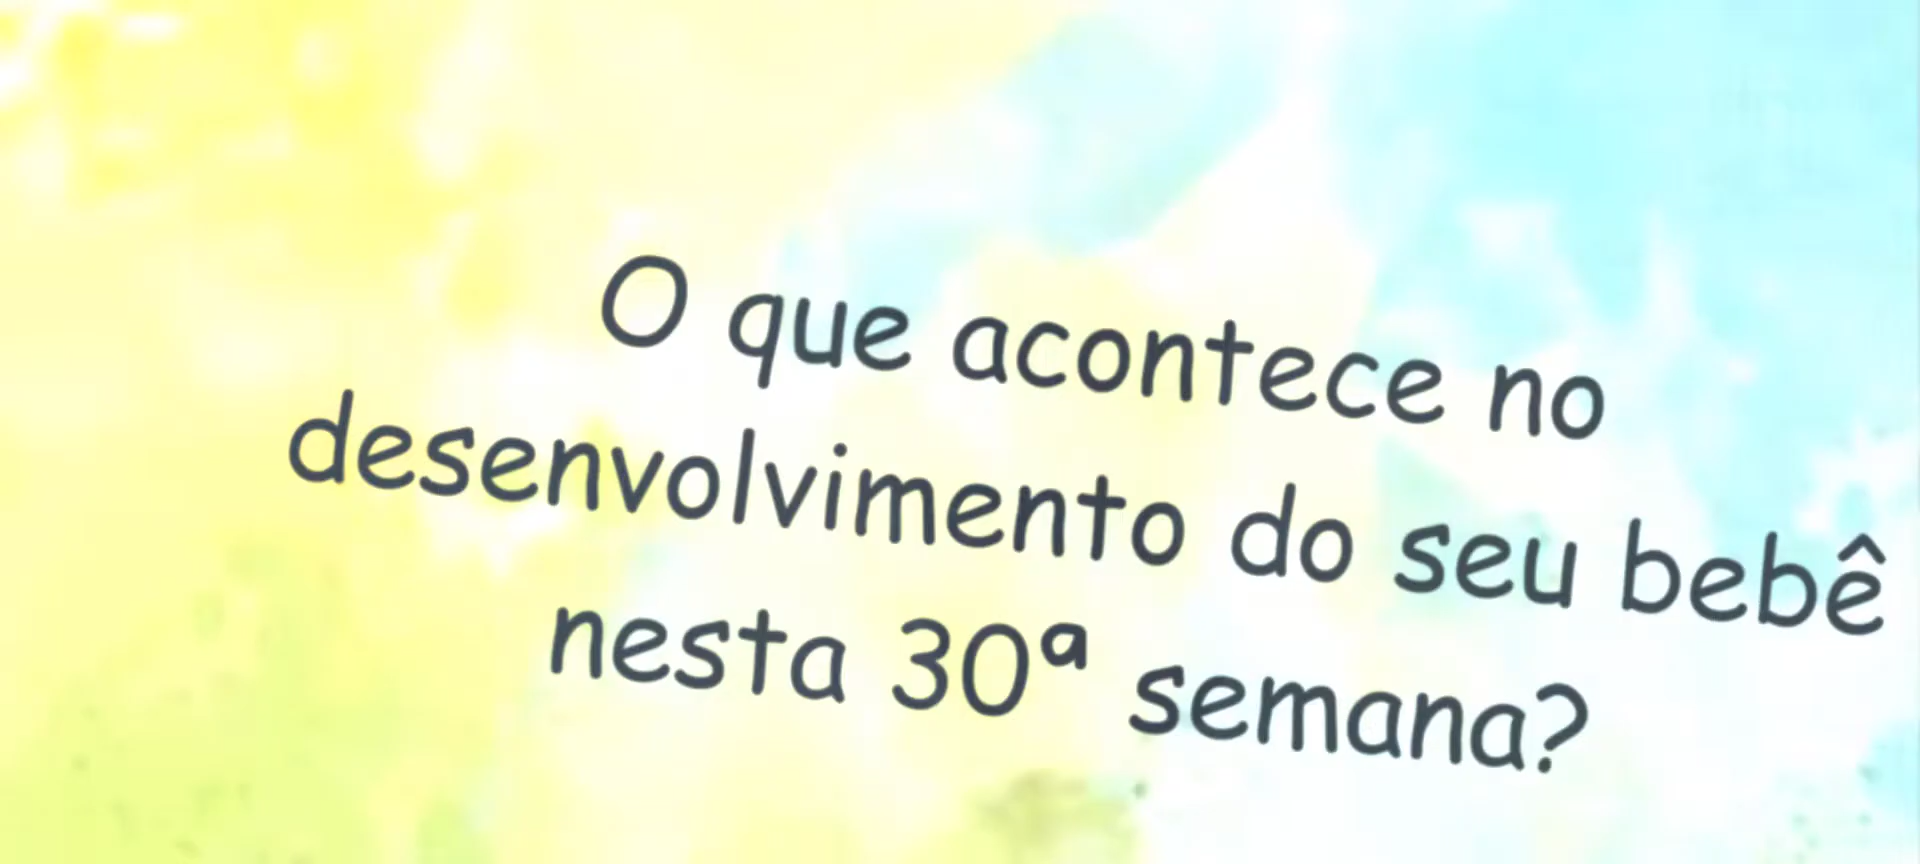 O que acontece no
desenvolvimento do seu bebê
nesta 30ª semana?